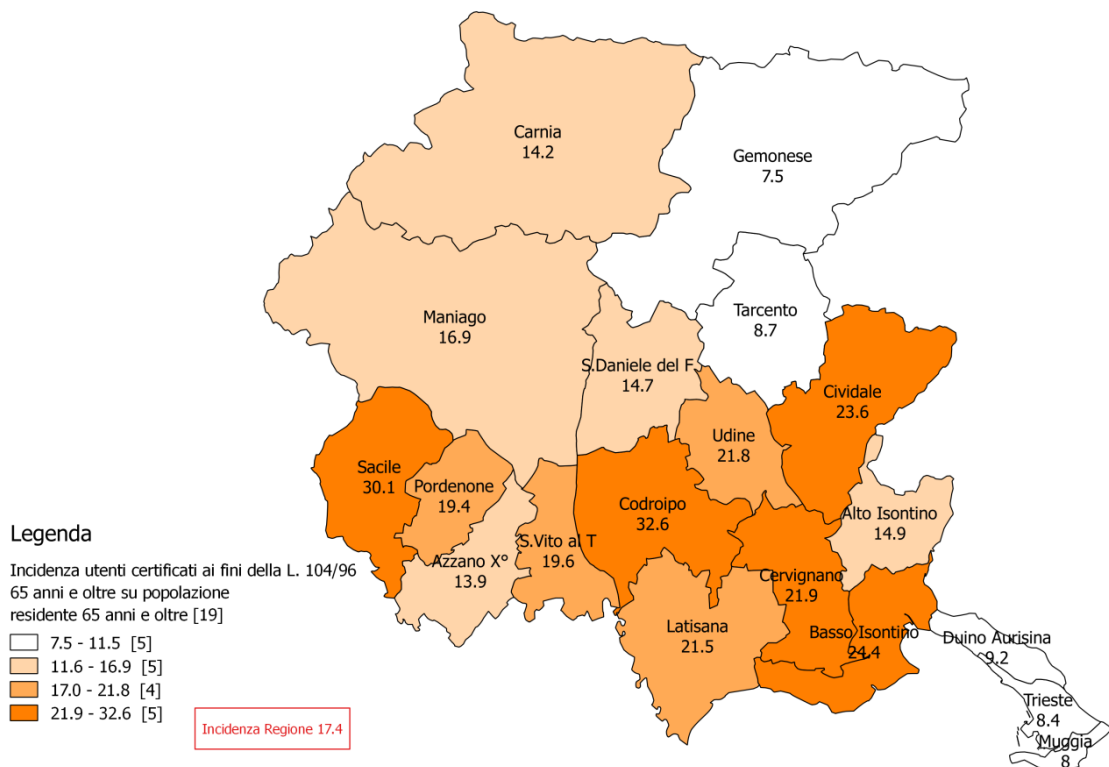 Carnia
14.2
Gemonese
7.5
Maniago
16.9
Tarcento
8.7
S.Daniele del F.
14.7
Cividale
23.6
Udine
21.8
Sacile
30.1
Pordenone
19.4
Codroipo
32.6
Alto Isontino
14.9
S.Vito al T
19.6
Azzano X°
13.9
Cervignano
21.9
Latisana
21.5
Basso Isontino
24.4
Duino Aurisina
9.2
Trieste
8.4
Muggia
8
Legenda
Incidenza utenti certificati ai fini della L. 104/96
65 anni e oltre su popolazione
residente 65 anni e oltre [19]
7.5 - 11.5 [5]
11.6 - 16.9 [5]
17.0 - 21.8 [4]
21.9 - 32.6 [5]
Incidenza Regione 17.4